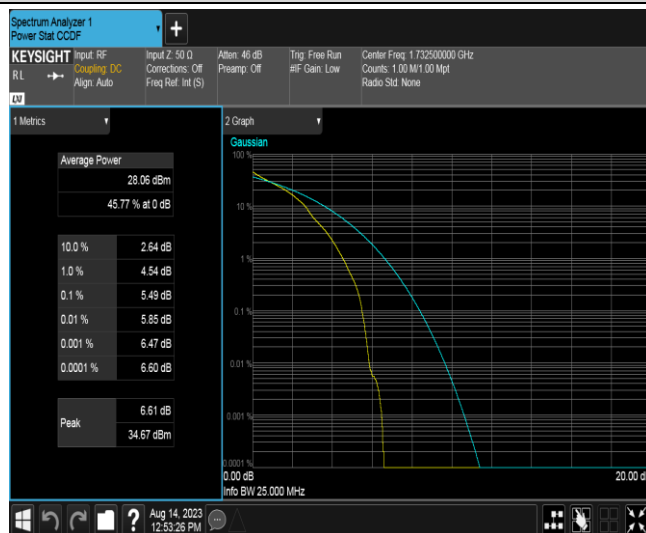 Spectrum Analyzer 1
Power Stat CCDF
KEYSIGHT
RL
LXI
Input: RF
Coupling: DC
Align: Auto
Input Z: 50 Ω
Corrections: Off
Freq Ref: Int (S)
Atten: 46 dB
Preamp: Off
Trig: Free Run
#IF Gain: Low
Center Freq: 1.732500000 GHz
Counts: 1.00 M/1.00 Mpt
Radio Std: None
1 Metrics
Average Power
28.06 dBm
45.77 % at 0 dB
10.0 % 2.64 dB
1.0 % 4.54 dB
0.1 % 5.49 dB
0.01 % 5.85 dB
0.001 % 6.47 dB
0.0001 % 6.60 dB
Peak
6.61 dB
34.67 dBm
2 Graph
Gaussian
100 %
10 %
1 %
0.1 %
0.01 %
0.001 %
0.0001 %
0.00 dB
20.00 d
Info BW 25.000 MHz
?
Aug 14, 2023
12:53:26 PM